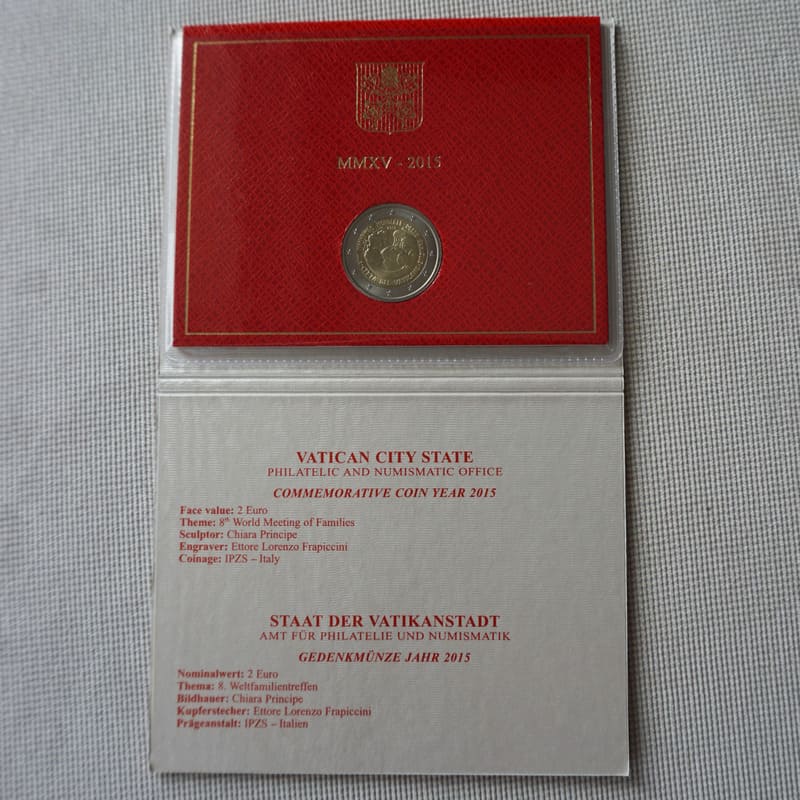 MMXV - 2015
CITTÀ DEL VATICANO
VATICAN CITY STATE
PHILATELIC AND NUMISMATIC OFFICE
COMMEMORATIVE COIN YEAR 2015
Face value: 2 Euro
Theme: 8th World Meeting of Families
Sculptor: Chiara Principe
Engraver: Ettore Lorenzo Frapiccini
Coinage: IPZS – Italy
STAAT DER VATIKANSTADT
AMT FÜR PHILATELIE UND NUMISMATIK
GEDENKMÜNZE JAHR 2015
Nominalwert: 2 Euro
Thema: 8. Weltfamilientreffen
Bildhauer: Chiara Principe
Kupferstecher: Ettore Lorenzo Frapiccini
Prägeanstalt: IPZS – Italien